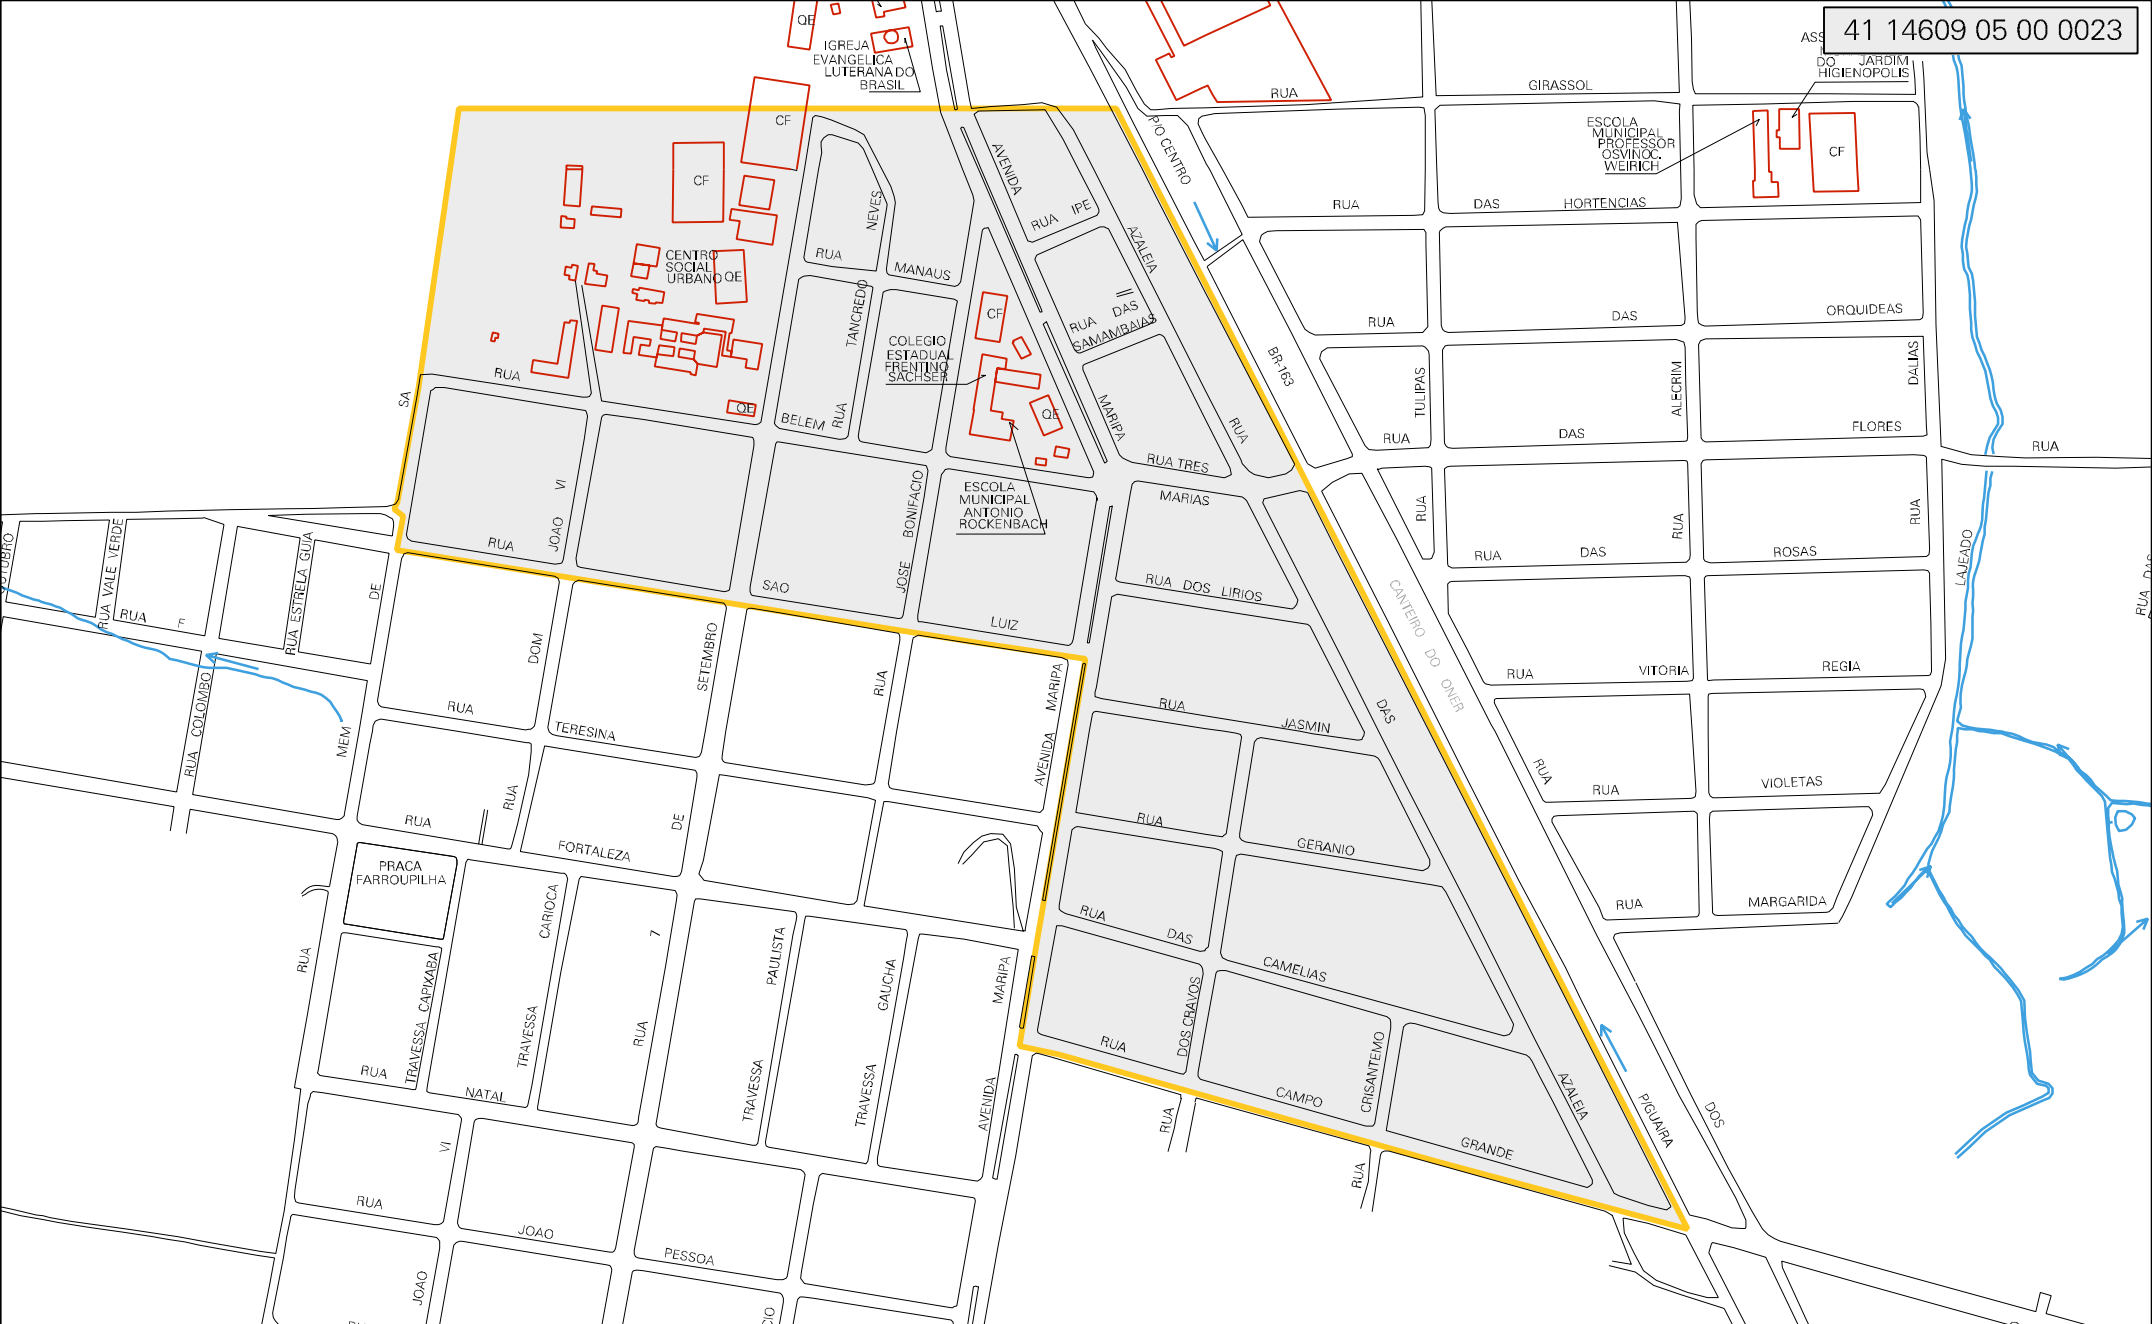 41 14609 05 00 0023
QE
IGREJA
EVANGELICA
LUTERANA DO
BRASIL
ASS
DO JARDIM
HIGIENOPOLIS
GIRASSOL
RUA
CF
P/O CENTRO
ESCOLA
MUNICIPAL
PROFESSOR
OSVINO C.
WEIRICH
CF
CF
AVENIDA
NEVES
RUA IPE
RUA
DAS
HORTENCIAS
RUA
MANAUS
AZALEIA
CENTRO
SOCIAL
URBANO
QE
TANCREDO
CF
RUA DAS
SAMAMBAIAS
RUA
DAS
ORQUIDEAS
COLEGIO
ESTADUAL
FRENTINO
SACHSER
BR-163
TULIPAS
ALECRIM
DALIAS
RUA
SA
QE
BELEM
RUA
QE
MARIPA
RUA
RUA
DAS
FLORES
RUA
RUA TRES
MARIAS
VI
JOAO
BONIFACIO
JOSE
ESCOLA
MUNICIPAL
ANTONIO
ROCKENBACH
RUA
RUA
RUA
LAJEADO
RUA
SAO
LUIZ
RUA DOS LIRIOS
RUA
DAS
ROSAS
RUA VALE VERDE
RUA ESTRELA GUIA
RUA F
DE
CANTEIRO DO ONER
RUA DAS
DOM
SETEMBRO
RUA
MARIPA
AVENIDA
RUA
VITORIA
REGIA
RUA COLOMBO
MEM
RUA
TERESINA
RUA
JASMIN
DAS
RUA
RUA
VIOLETAS
RUA
RUA
FORTALEZA
DE
RUA
GERANIO
PRACA
FARROUPILHA
CARIOCA
TRAVESSA
7
RUA
PAULISTA
TRAVESSA
GAUCHA
TRAVESSA
MARIPA
AVENIDA
RUA
DAS
CAMELIAS
RUA
MARGARIDA
RUA
TRAVESSA CAPIXABA
RUA
NATAL
RUA
DOS CRAVOS
RUA
CAMPO
CRISANTEMO
RUA
GRANDE
AZALEIA
P/GUAIRA
DOS
VI
JOAO
RUA
JOAO
PESSOA